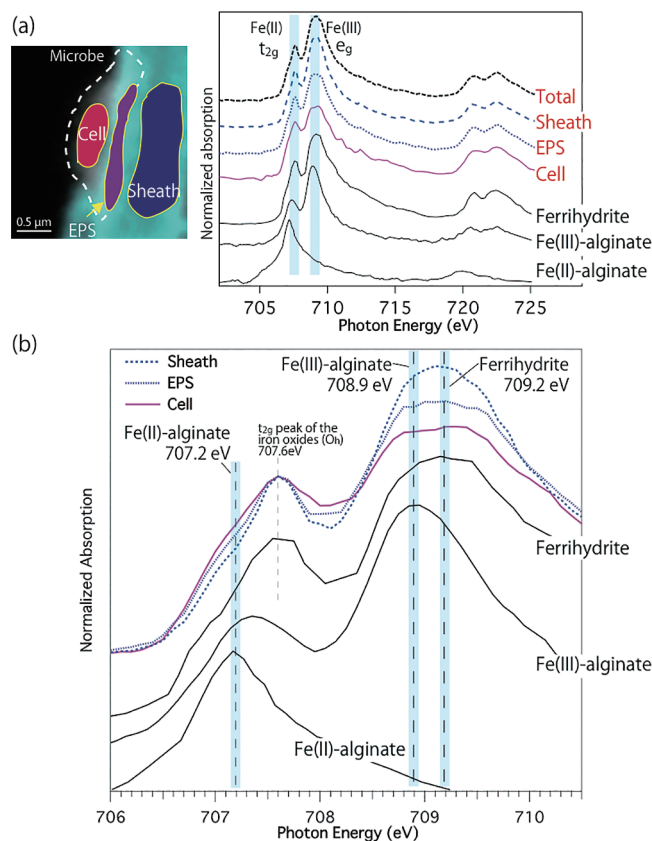 (a)
Microbe
Cell
Sheath
0.5 μm
EPS
Fe(II)
t2g
Fe(III)
eg
Total
Sheath
EPS
Cell
Ferrihydrite
Fe(III)-alginate
Fe(II)-alginate
Normalized absorption
705 710 715 720 725
Photon Energy (eV)
(b)
Sheath
EPS
Cell
Fe(II)-alginate
707.2 eV
t2g peak of the
iron oxides (Oh)
707.6eV
Fe(III)-alginate
708.9 eV
Ferrihydrite
709.2 eV
Ferrihydrite
Fe(III)-alginate
Fe(II)-alginate
Normalized Absorption
706 707 708 709 710
Photon Energy (eV)